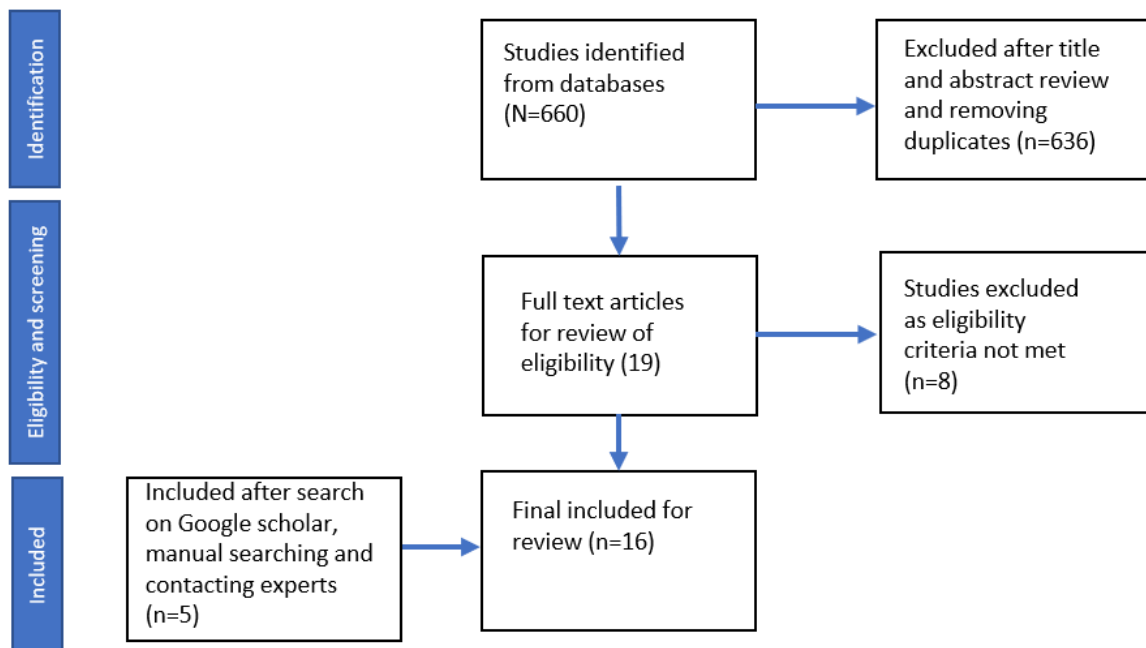 Identification
Studies identified
from databases
(N=660)
Excluded after title
and abstract review
and removing
duplicates (n=636)
Eligibility and screening
Full text articles
for review of
eligibility (19)
Studies excluded
as eligibility
criteria not met
(n=8)
Included
Included after search
on Google scholar,
manual searching and
contacting experts
(n=5)
Final included for
review (n=16)